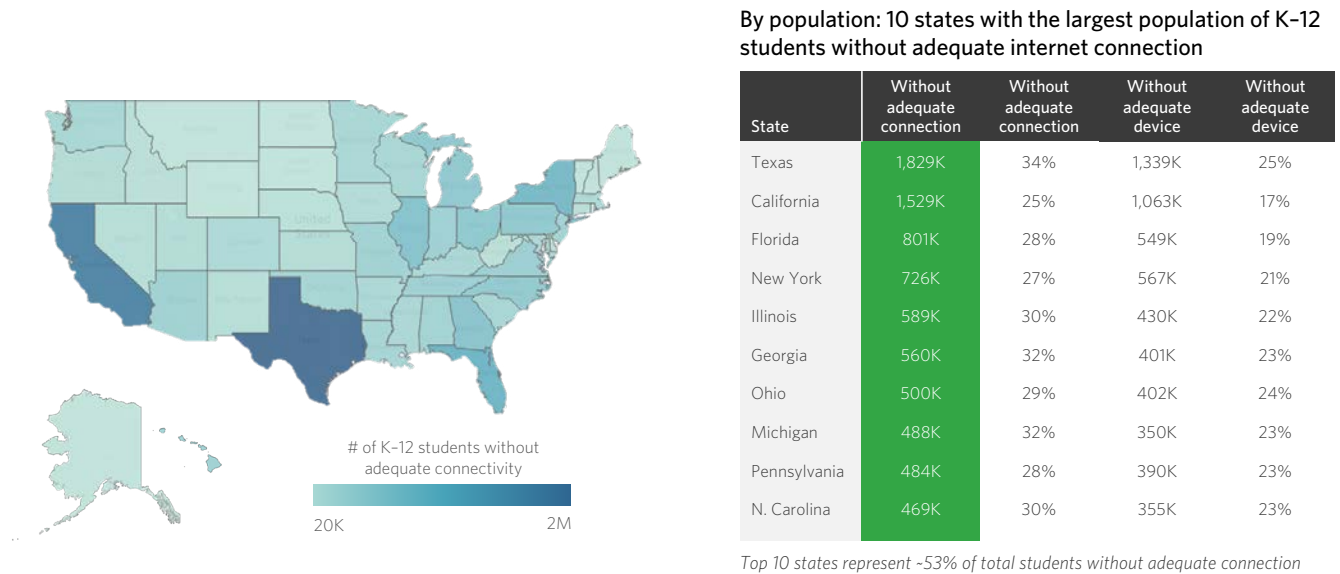 By population: 10 states with the largest population of K–12
students without adequate internet connection
State
Without
adequate
connection
Without
adequate
connection
Without
adequate
device
Without
adequate
device
Texas 1,829K 34% 1,339K 25%
California 1,529K 25% 1,063K 17%
Florida 801K 28% 549K 19%
New York 726K 27% 567K 21%
Illinois 589K 30% 430K 22%
Georgia 560K 32% 401K 23%
Ohio 500K 29% 402K 24%
Michigan 488K 32% 350K 23%
Pennsylvania 484K 28% 390K 23%
N. Carolina 469K 30% 355K 23%
Top 10 states represent ~53% of total students without adequate connection
United
States
# of K–12 students without
adequate connectivity
20K 2M